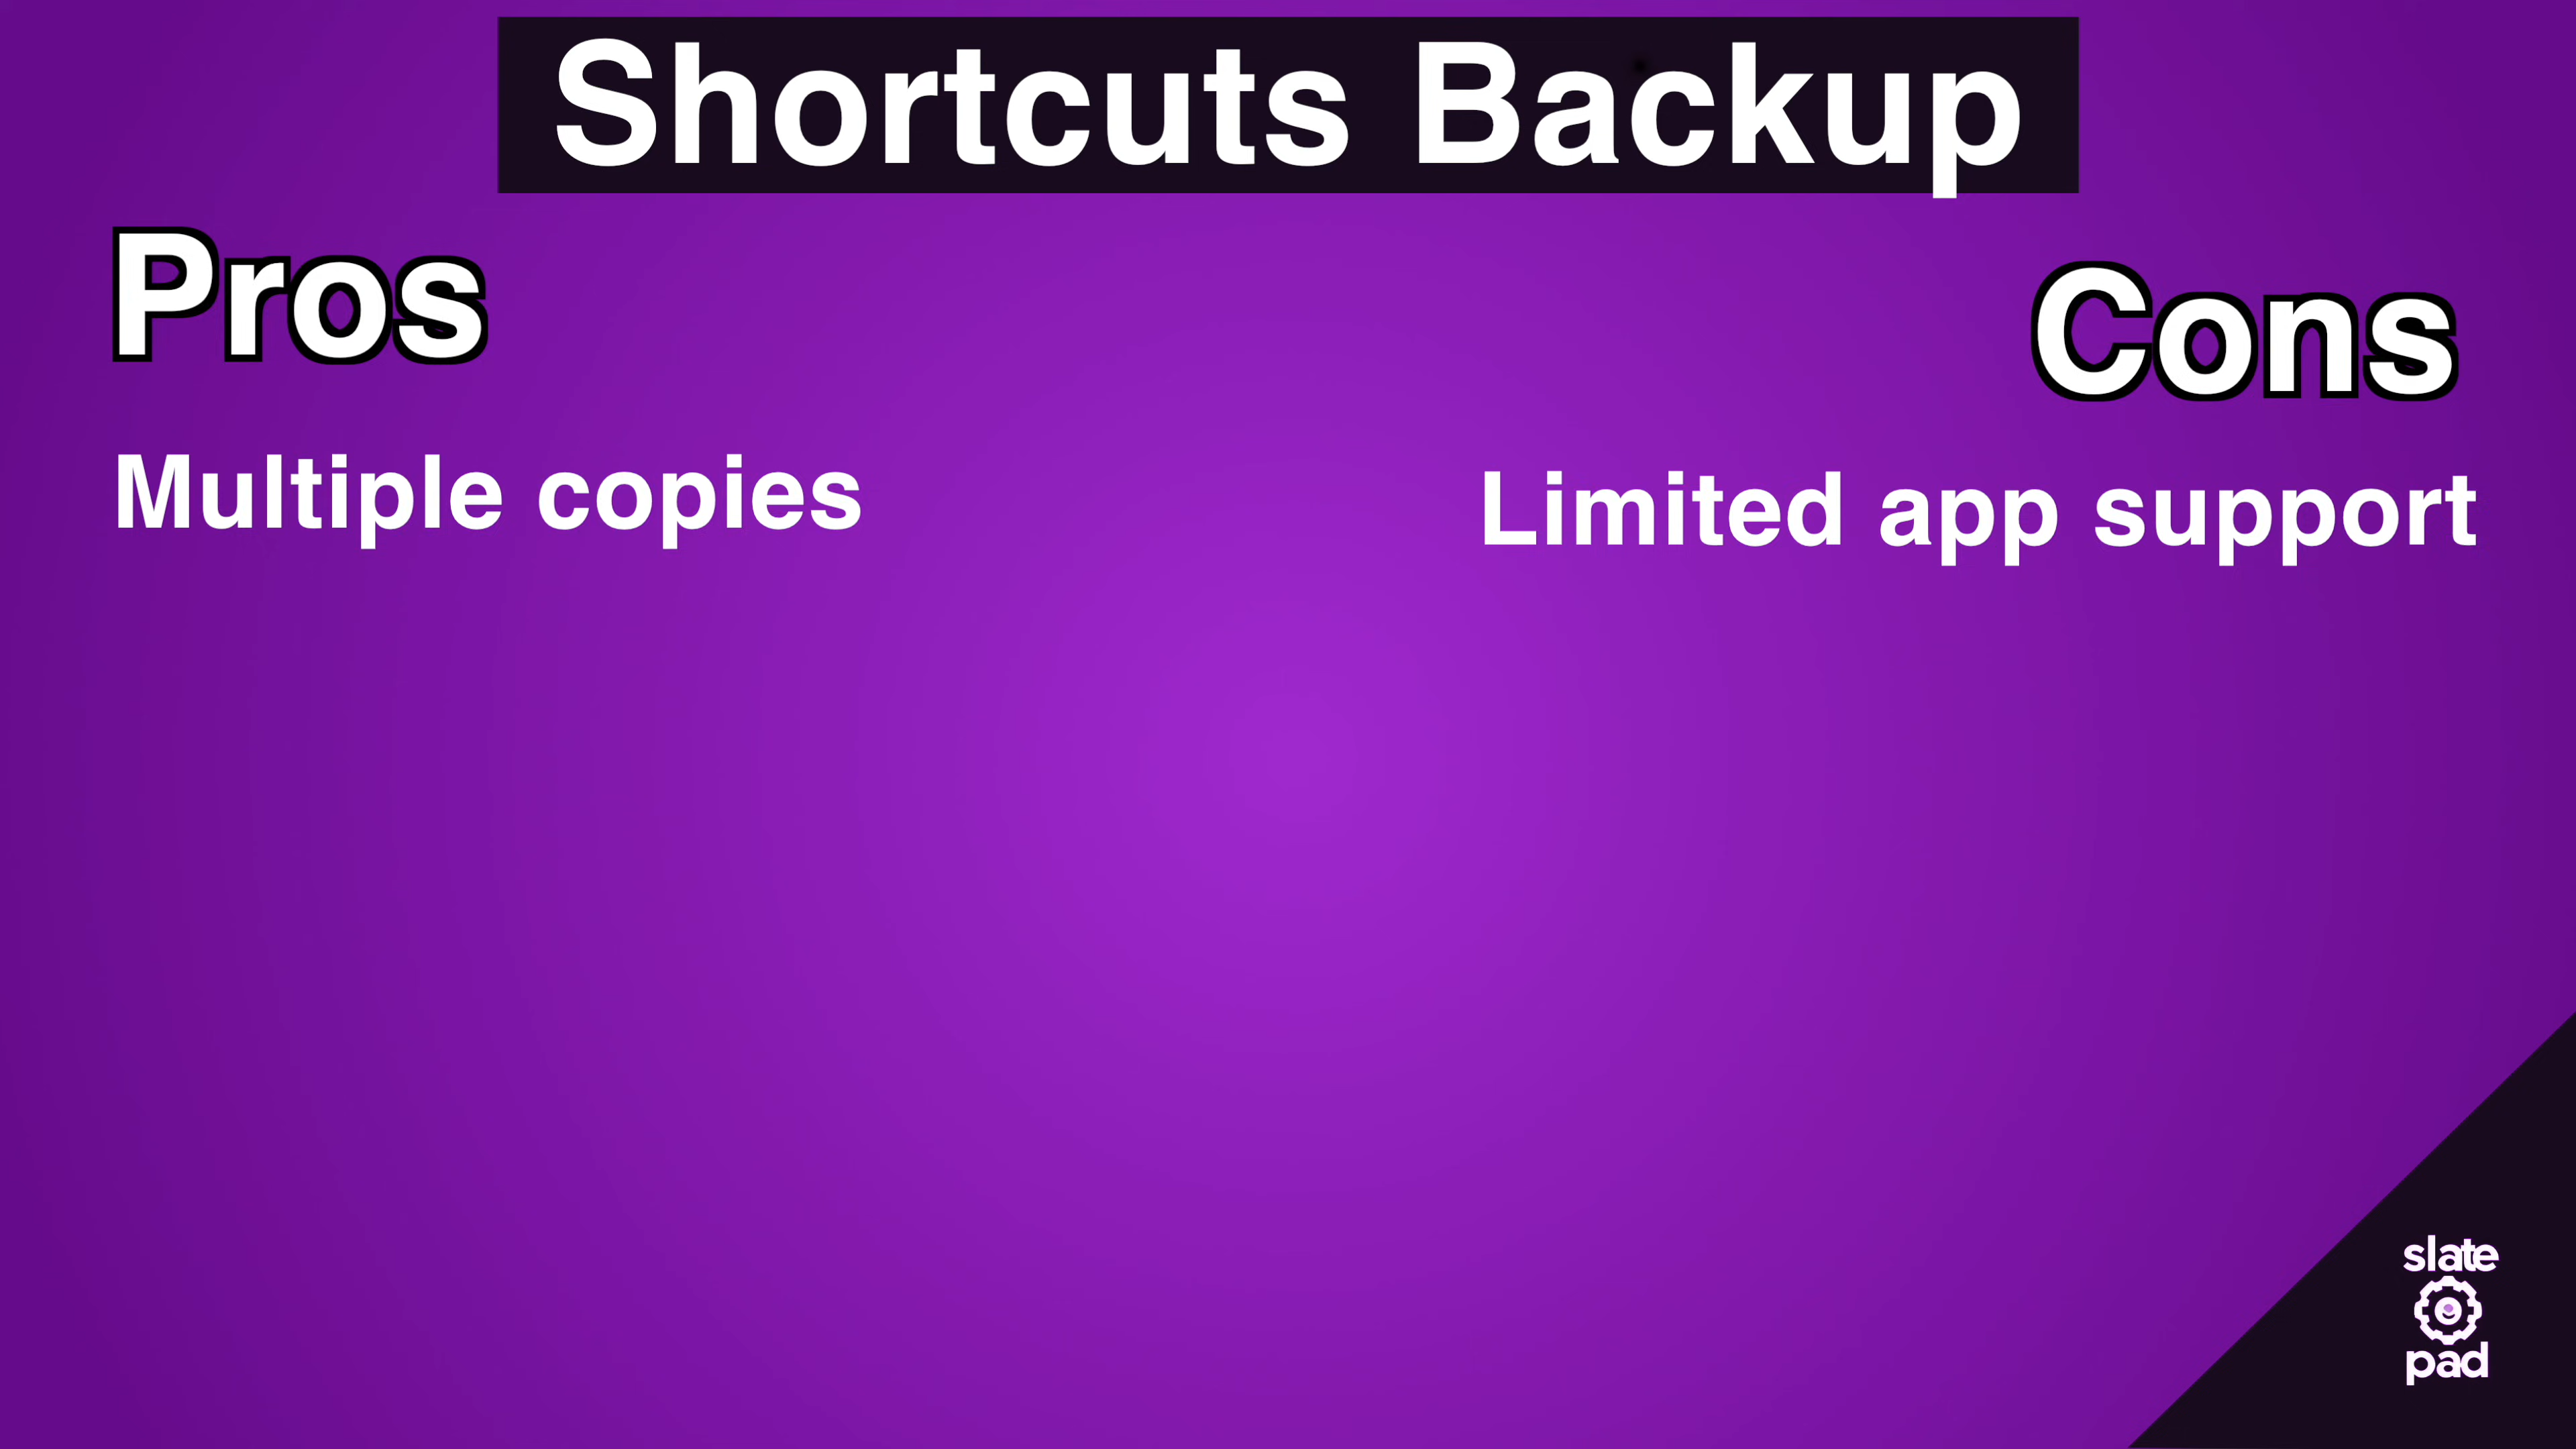 Shortcuts Backup
Pros
Cons
Multiple copies
Limited app support
slate
pad